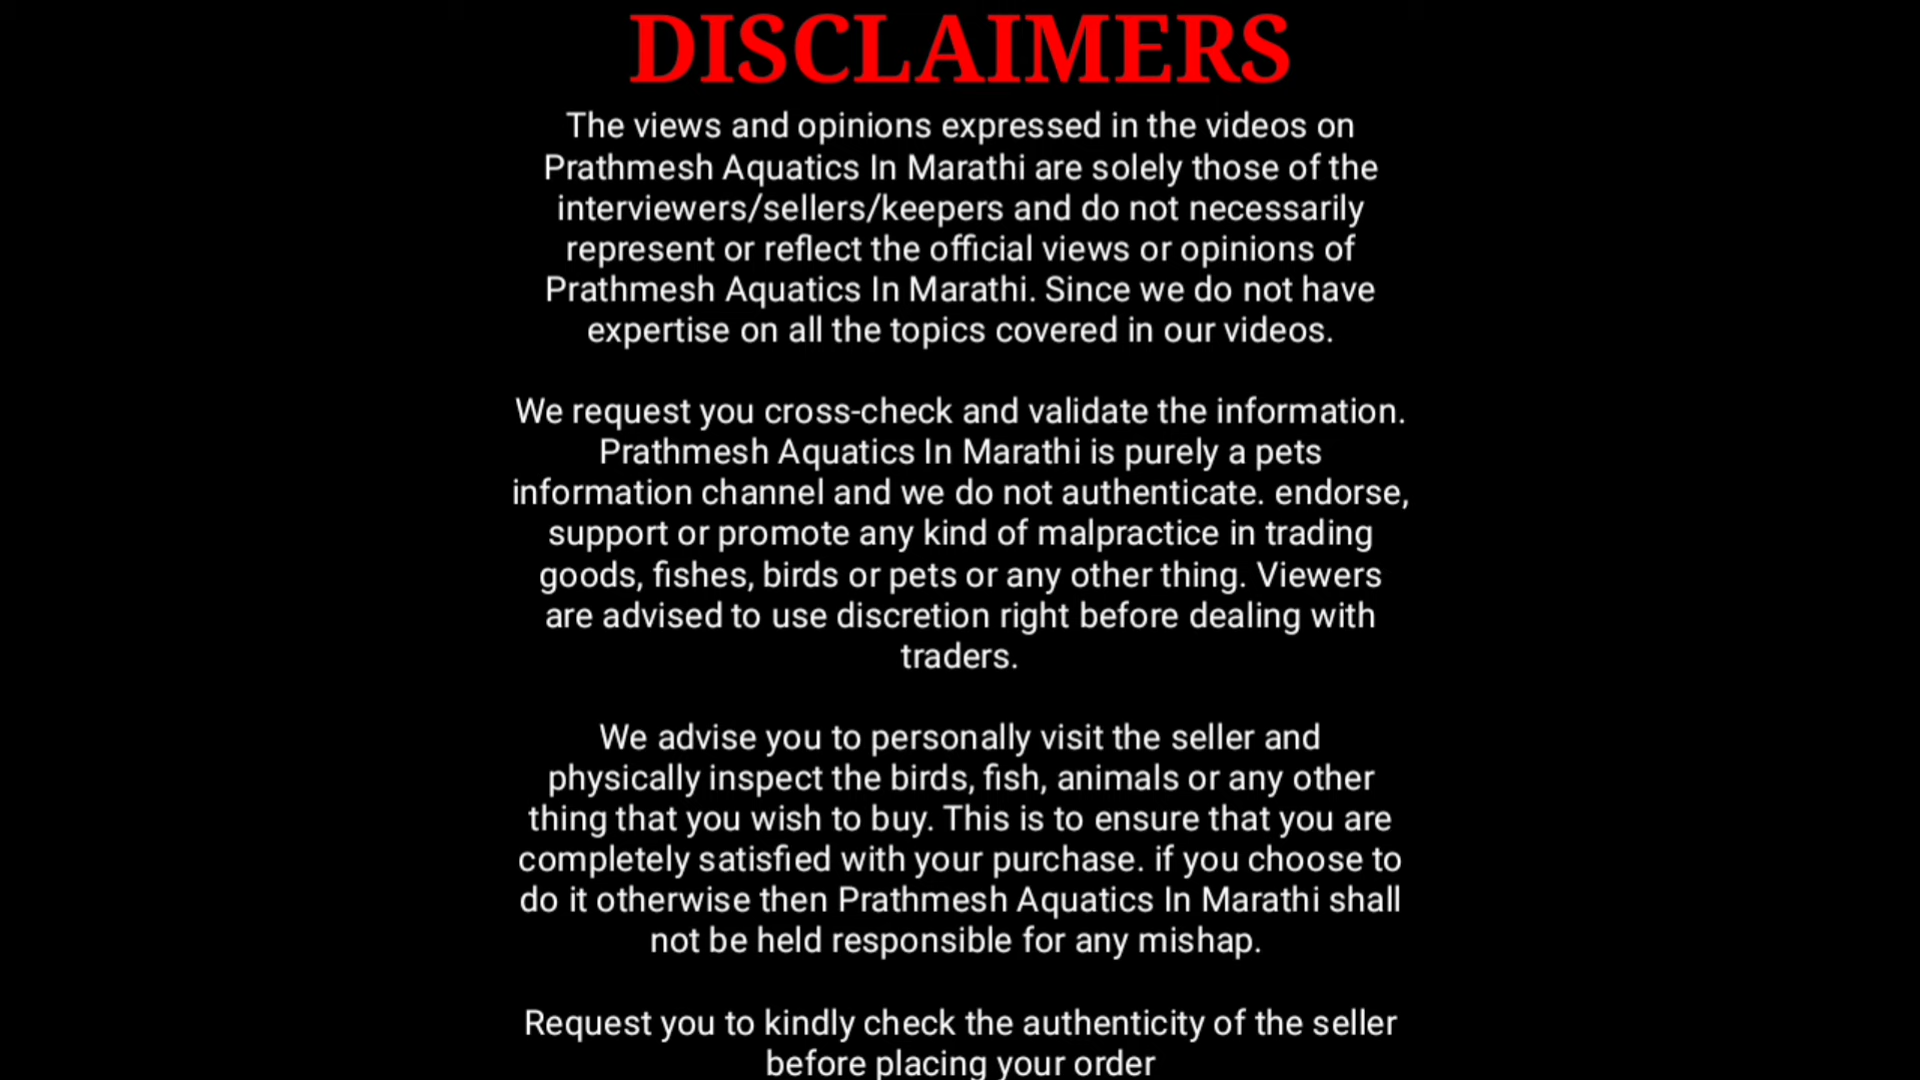 DISCLAIMERS
The views and opinions expressed in the videos on
Prathmesh Aquatics In Marathi are solely those of the
interviewers/sellers/keepers and do not necessarily
represent or reflect the official views or opinions of
Prathmesh Aquatics In Marathi. Since we do not have
expertise on all the topics covered in our videos.
We request you cross-check and validate the information.
Prathmesh Aquatics In Marathi is purely a pets
information channel and we do not authenticate. endorse,
support or promote any kind of malpractice in trading
goods, fishes, birds or pets or any other thing. Viewers
are advised to use discretion right before dealing with
traders.
We advise you to personally visit the seller and
physically inspect the birds, fish, animals or any other
thing that you wish to buy. This is to ensure that you are
completely satisfied with your purchase. if you choose to
do it otherwise then Prathmesh Aquatics In Marathi shall
not be held responsible for any mishap.
Request you to kindly check the authenticity of the seller
before placing your order